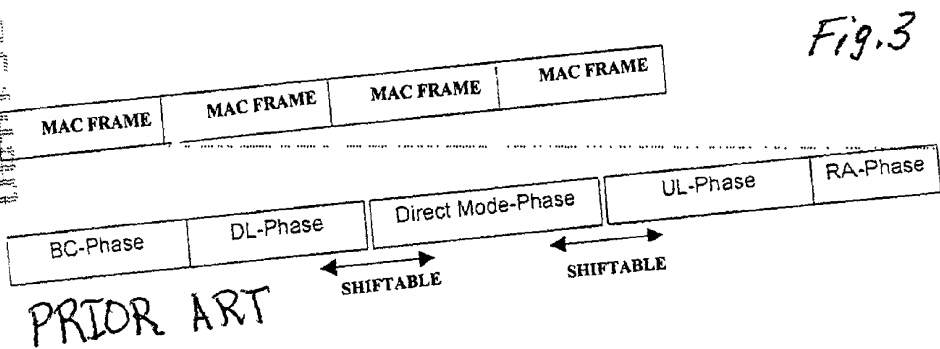 Fig.3
MAC FRAME MAC FRAME MAC FRAME MAC FRAME
BC-Phase DL-Phase Direct Mode-Phase UL-Phase RA-Phase
SHIFTABLE SHIFTABLE
PRIOR ART